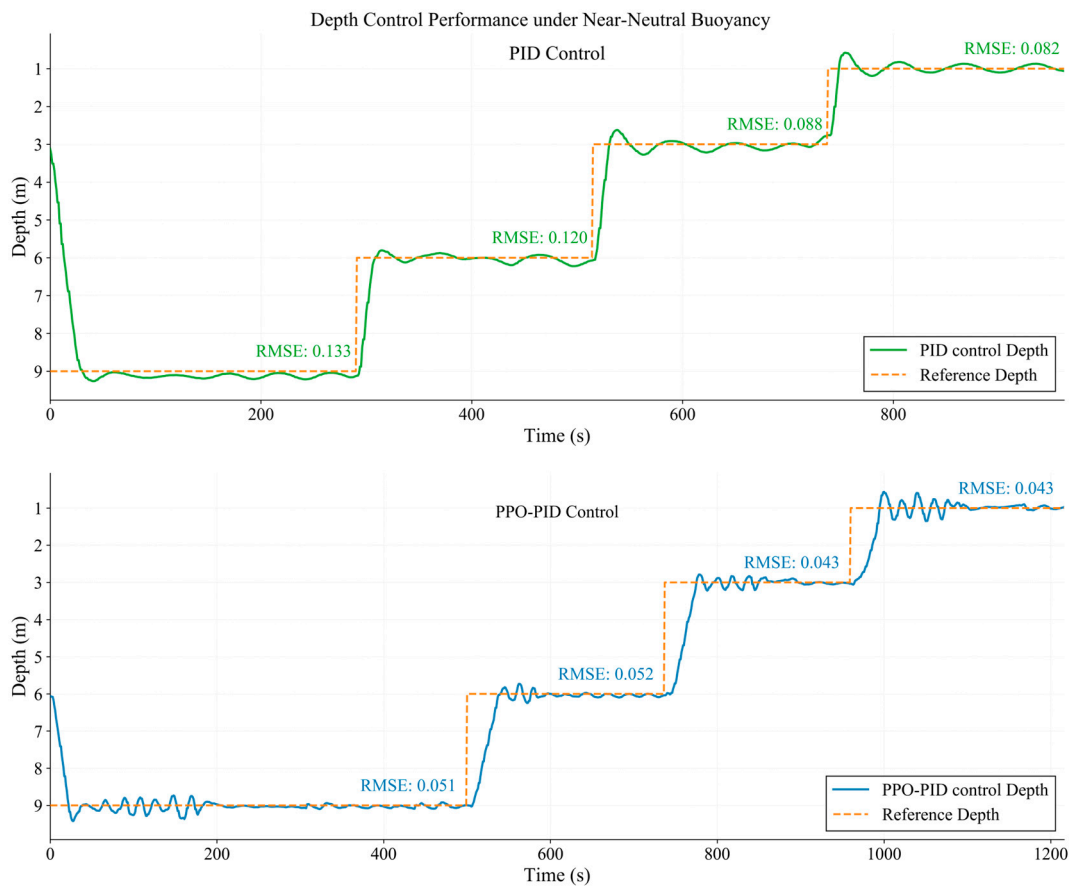 Depth Control Performance under Near-Neutral Buoyancy
PID Control
RMSE: 0.082
RMSE: 0.088
RMSE: 0.120
RMSE: 0.133
1
2
3
4
5
6
7
8
9
Depth (m)
PID control Depth
Reference Depth
0 200 400 600 800
Time (s)
PPO-PID Control
RMSE: 0.043
RMSE: 0.043
RMSE: 0.052
RMSE: 0.051
1
2
3
4
5
6
7
8
9
Depth (m)
PPO-PID control Depth
Reference Depth
0 200 400 600 800 1000 1200
Time (s)